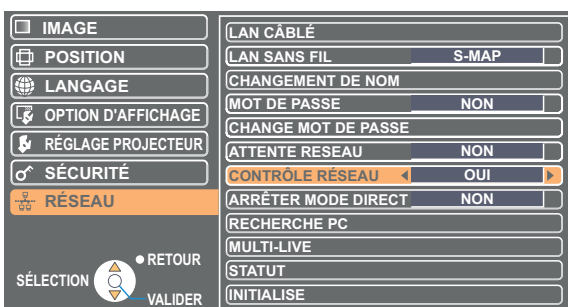 IMAGE
POSITION
LANGAGE
OPTION D'AFFICHAGE
RÉGLAGE PROJECTEUR
SÉCURITÉ
RÉSEAU
RETOUR
SÉLECTION
VALIDER
LAN CÂBLÉ
LAN SANS FIL S-MAP
CHANGEMENT DE NOM
MOT DE PASSE NON
CHANGE MOT DE PASSE
ATTENTE RESEAU NON
CONTRÔLE RÉSEAU OUI
ARRÊTER MODE DIRECT NON
RECHERCHE PC
MULTI-LIVE
STATUT
INITIALISE